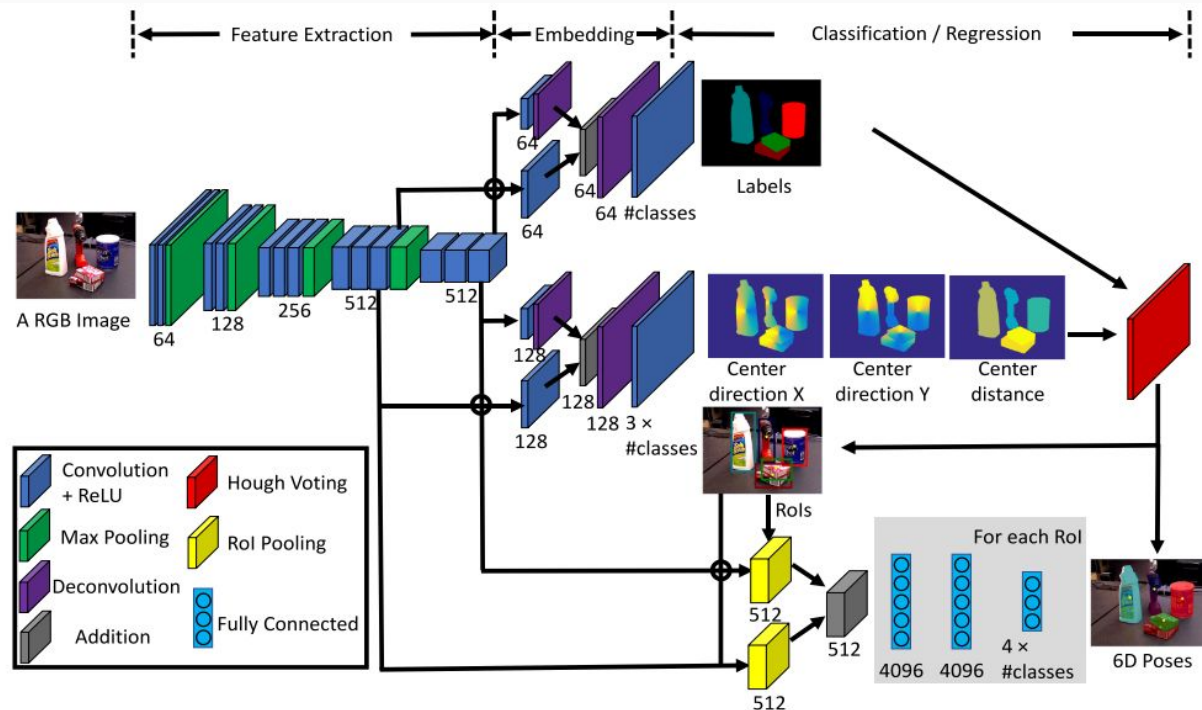 Feature Extraction
Embedding
Classification / Regression
A RGB Image
64
128
256
512
512
64
64
64
64
#classes
Labels
128
128
128
128
3 ×
#classes
Center
direction X
Center
direction Y
Center
distance
RoIs
512
512
512
For each RoI
4096
4096
4 ×
#classes
6D Poses
Convolution
+ ReLU
Max Pooling
Deconvolution
Addition
Hough Voting
RoI Pooling
Fully Connected